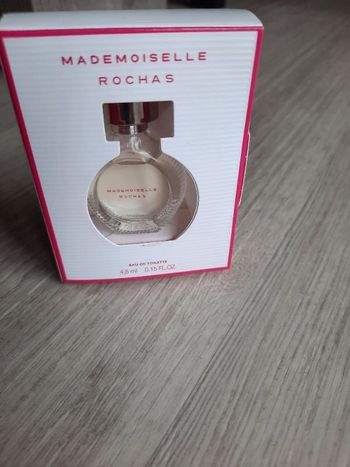 MADEMOISELLE
ROCHAS
MADEMOISELLE
ROCHAS
EAU DE TOILETTE
4,5 ml 0.15 FL.OZ.